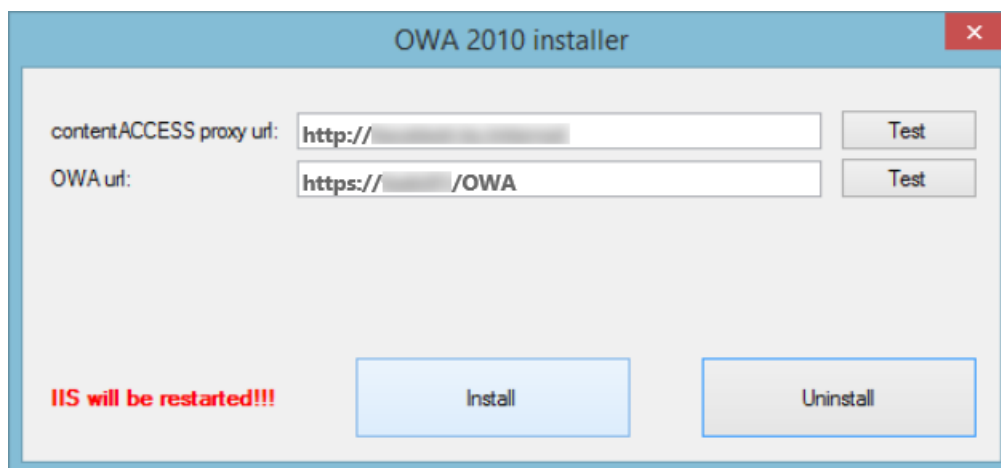 OWA 2010 installer
contentACCESS proxy url: http:// Test
OWA url: https:// /OWA Test
IIS will be restarted!!! Install Uninstall